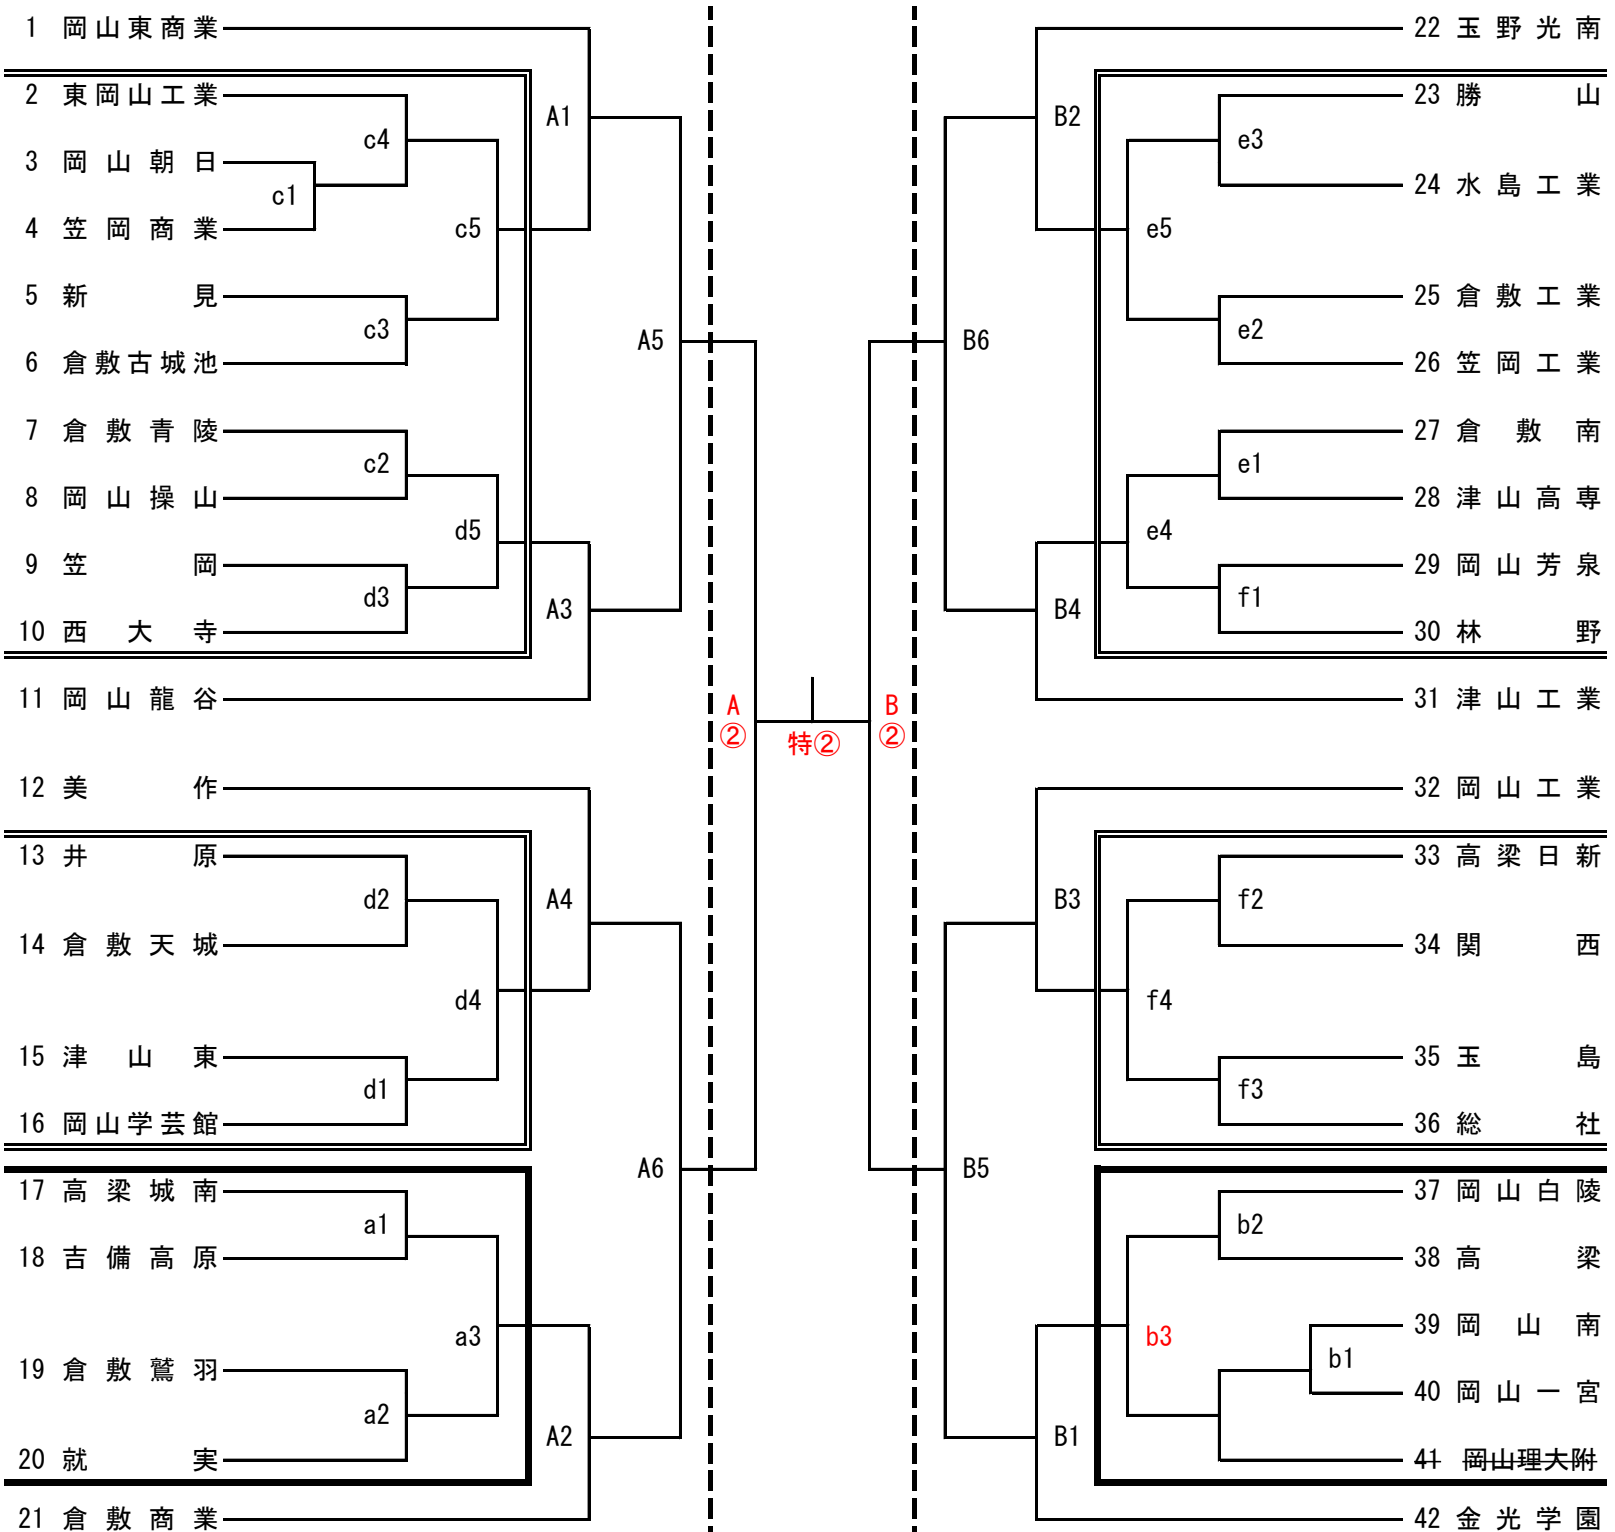 1 岡山東商業
2 東岡山工業
3 岡山朝日
4 笠岡商業
5 新見
6 倉敷古城池
7 倉敷青陵
8 岡山操山
9 笠岡
10 西大寺
11 岡山龍谷
12 美作
13 井原
14 倉敷天城
15 津山東
16 岡山学芸館
17 高梁城南
18 吉備高原
19 倉敷鷲羽
20 就実
21 倉敷商業
c1
c4
c3
c2
d3
c5
d5
d2
d1
d4
a1
a2
a3
A1
A3
A4
A2
A5
A6
A
②
特②
B
②
B6
B5
B2
B4
B3
B1
e5
e4
f4
b3
e3
e2
e1
f1
f2
f3
b2
b1
22 玉野光南
23 勝山
24 水島工業
25 倉敷工業
26 笠岡工業
27 倉敷南
28 津山高専
29 岡山芳泉
30 林野
31 津山工業
32 岡山工業
33 高梁日新
34 関西
35 玉島
36 総社
37 岡山白陵
38 高梁
39 岡山南
40 岡山一宮
41 岡山理大附
42 金光学園